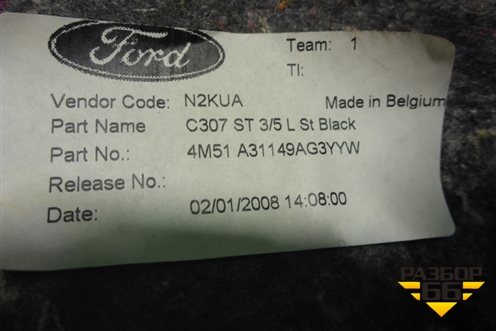 Ford
Team: 1
TI:
Vendor Code: N2KUA Made in Belgium
Part Name C307 ST 3/5 L St Black
Part No.: 4M51 A31149AG3YYW
Release No.:
Date: 02/01/2008 14:08:00
РАЗБОР
66